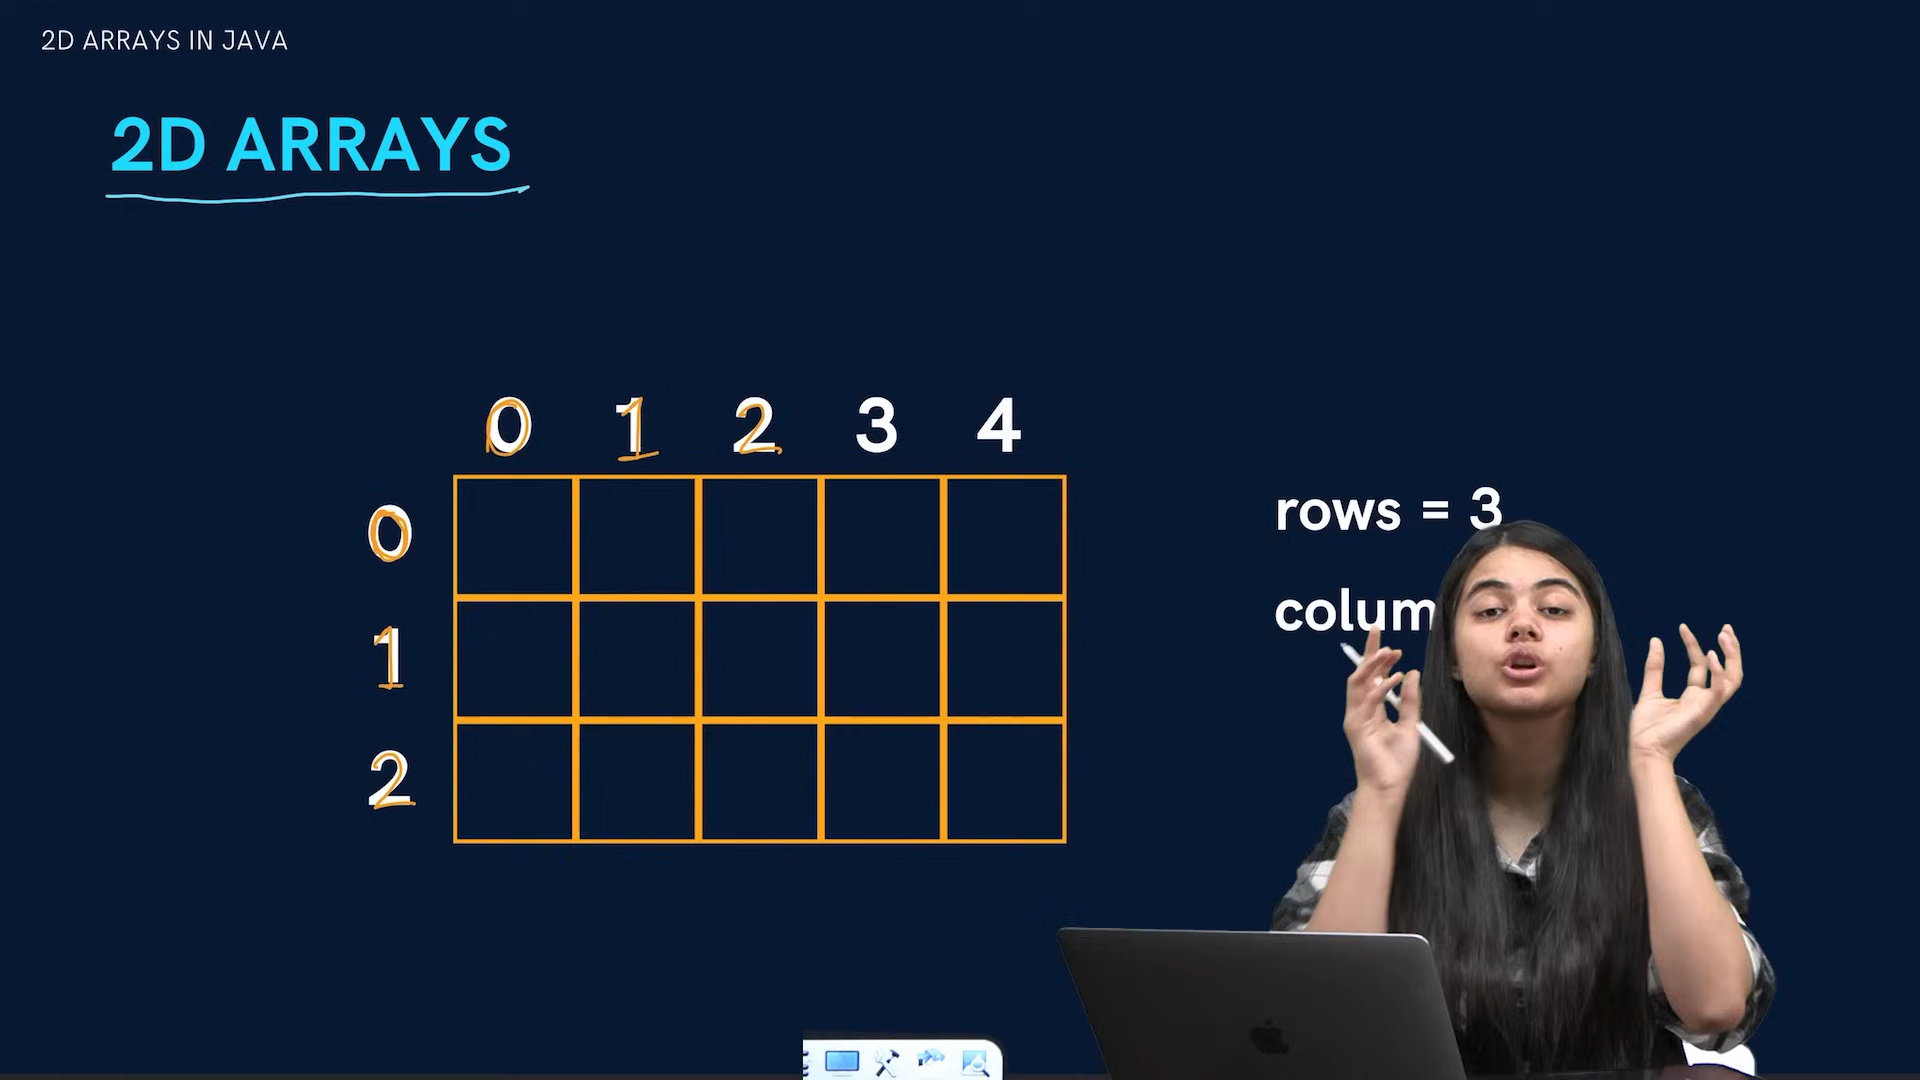 2D ARRAYS IN JAVA
2D ARRAYS
0 1 2 3 4
0
1
2
rows = 3
colum